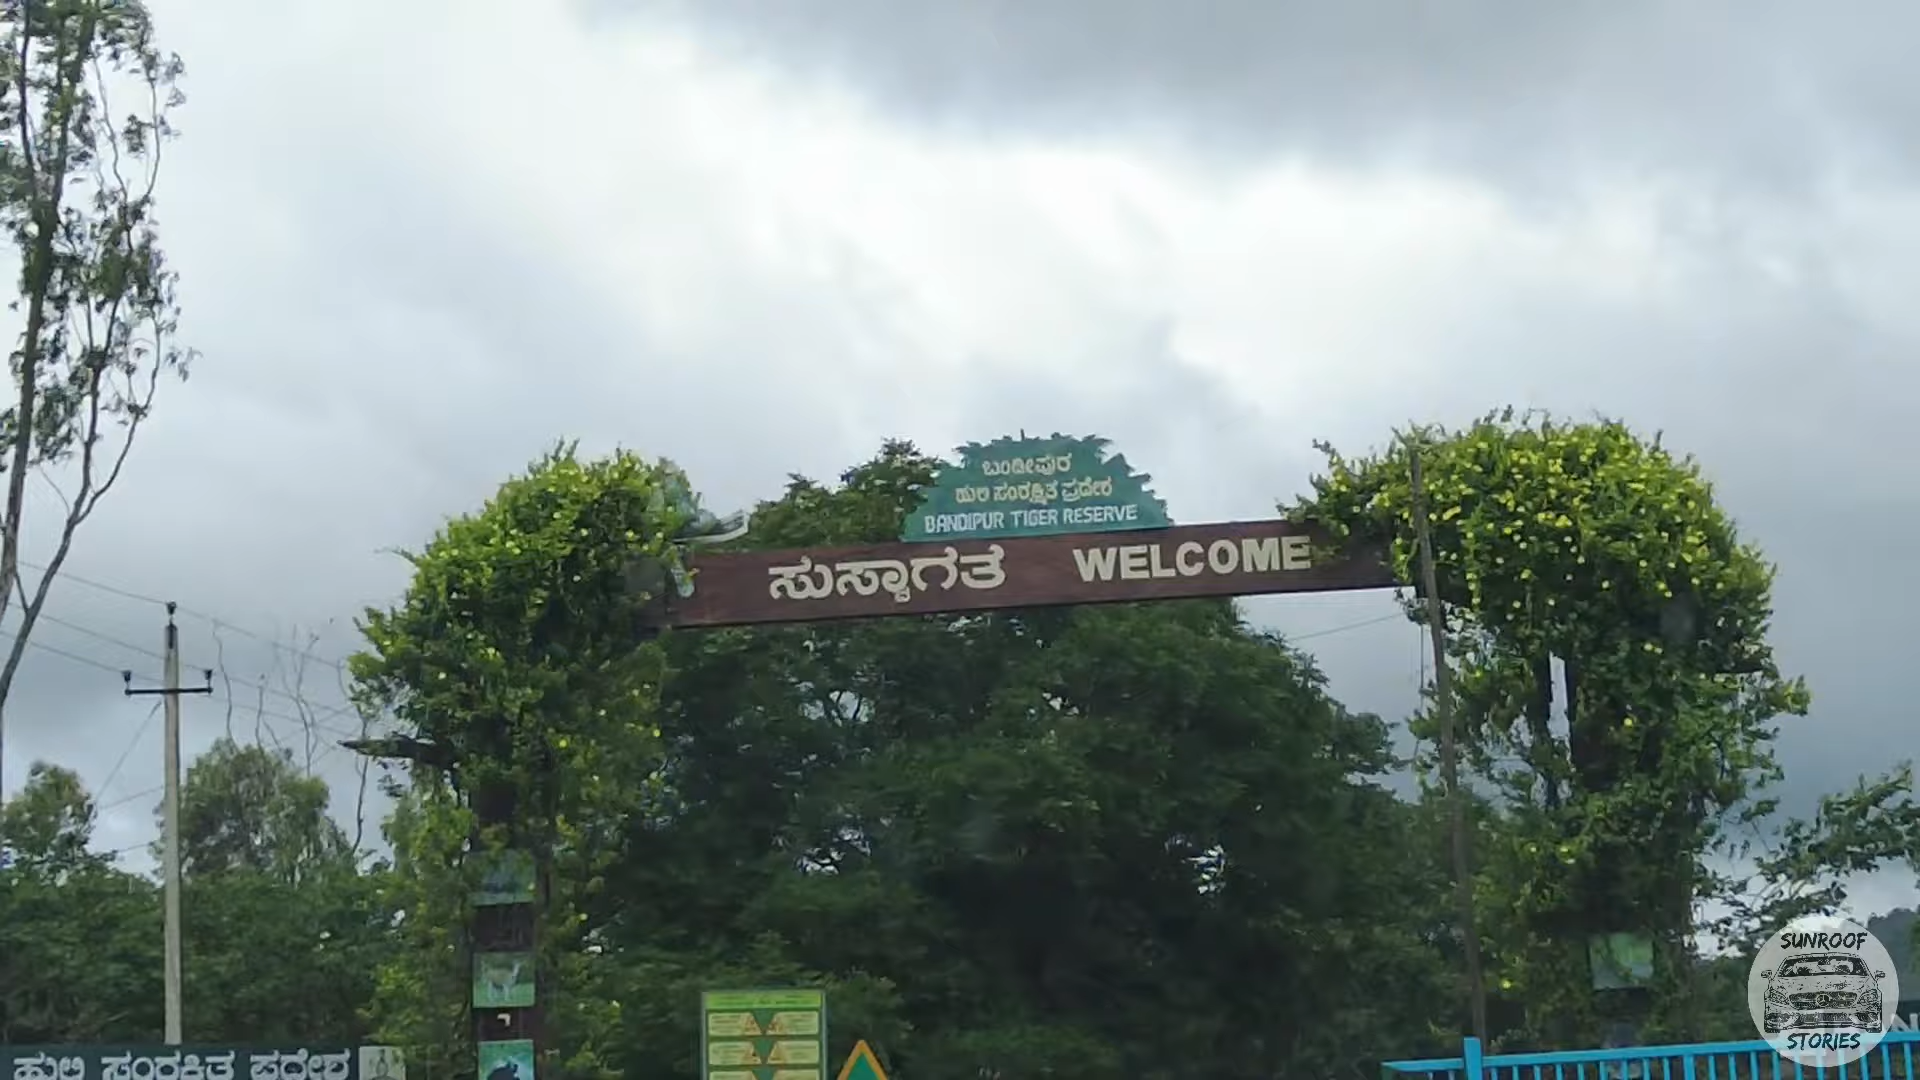 ಬಂಡೀಪುರ
ಹುಲಿ ಸಂರಕ್ಷಿತ ಪ್ರದೇಶ
BANDIPUR TIGER RESERVE
ಸುಸ್ವಾಗತ WELCOME
ಹುಲಿ ಸಂರಕ್ಷಿತ ಪ್ರದೇಶ
SUNROOF
STORIES